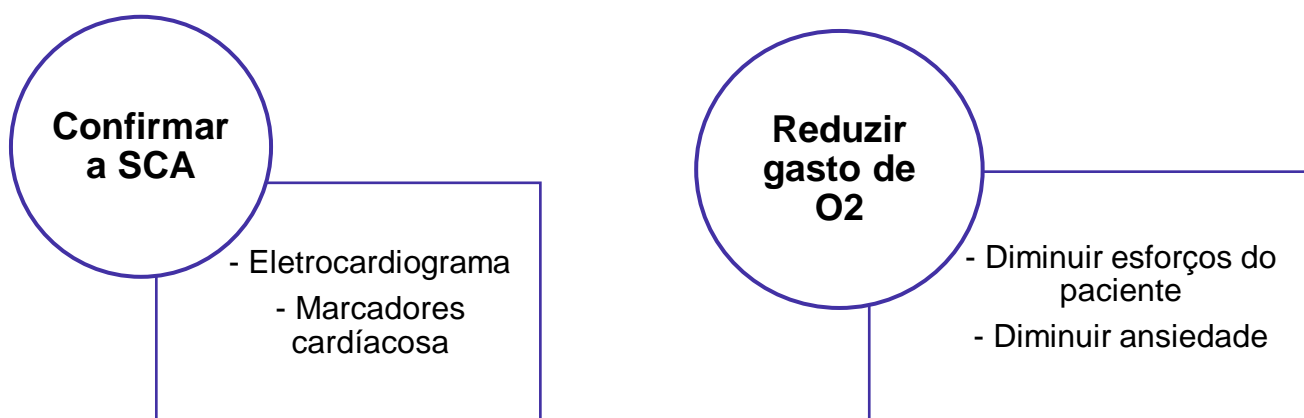 Confirmar
a SCA
- Eletrocardiograma
- Marcadores
cardíacosa
Reduzir
gasto de
O2
- Diminuir esforços do
paciente
- Diminuir ansiedade